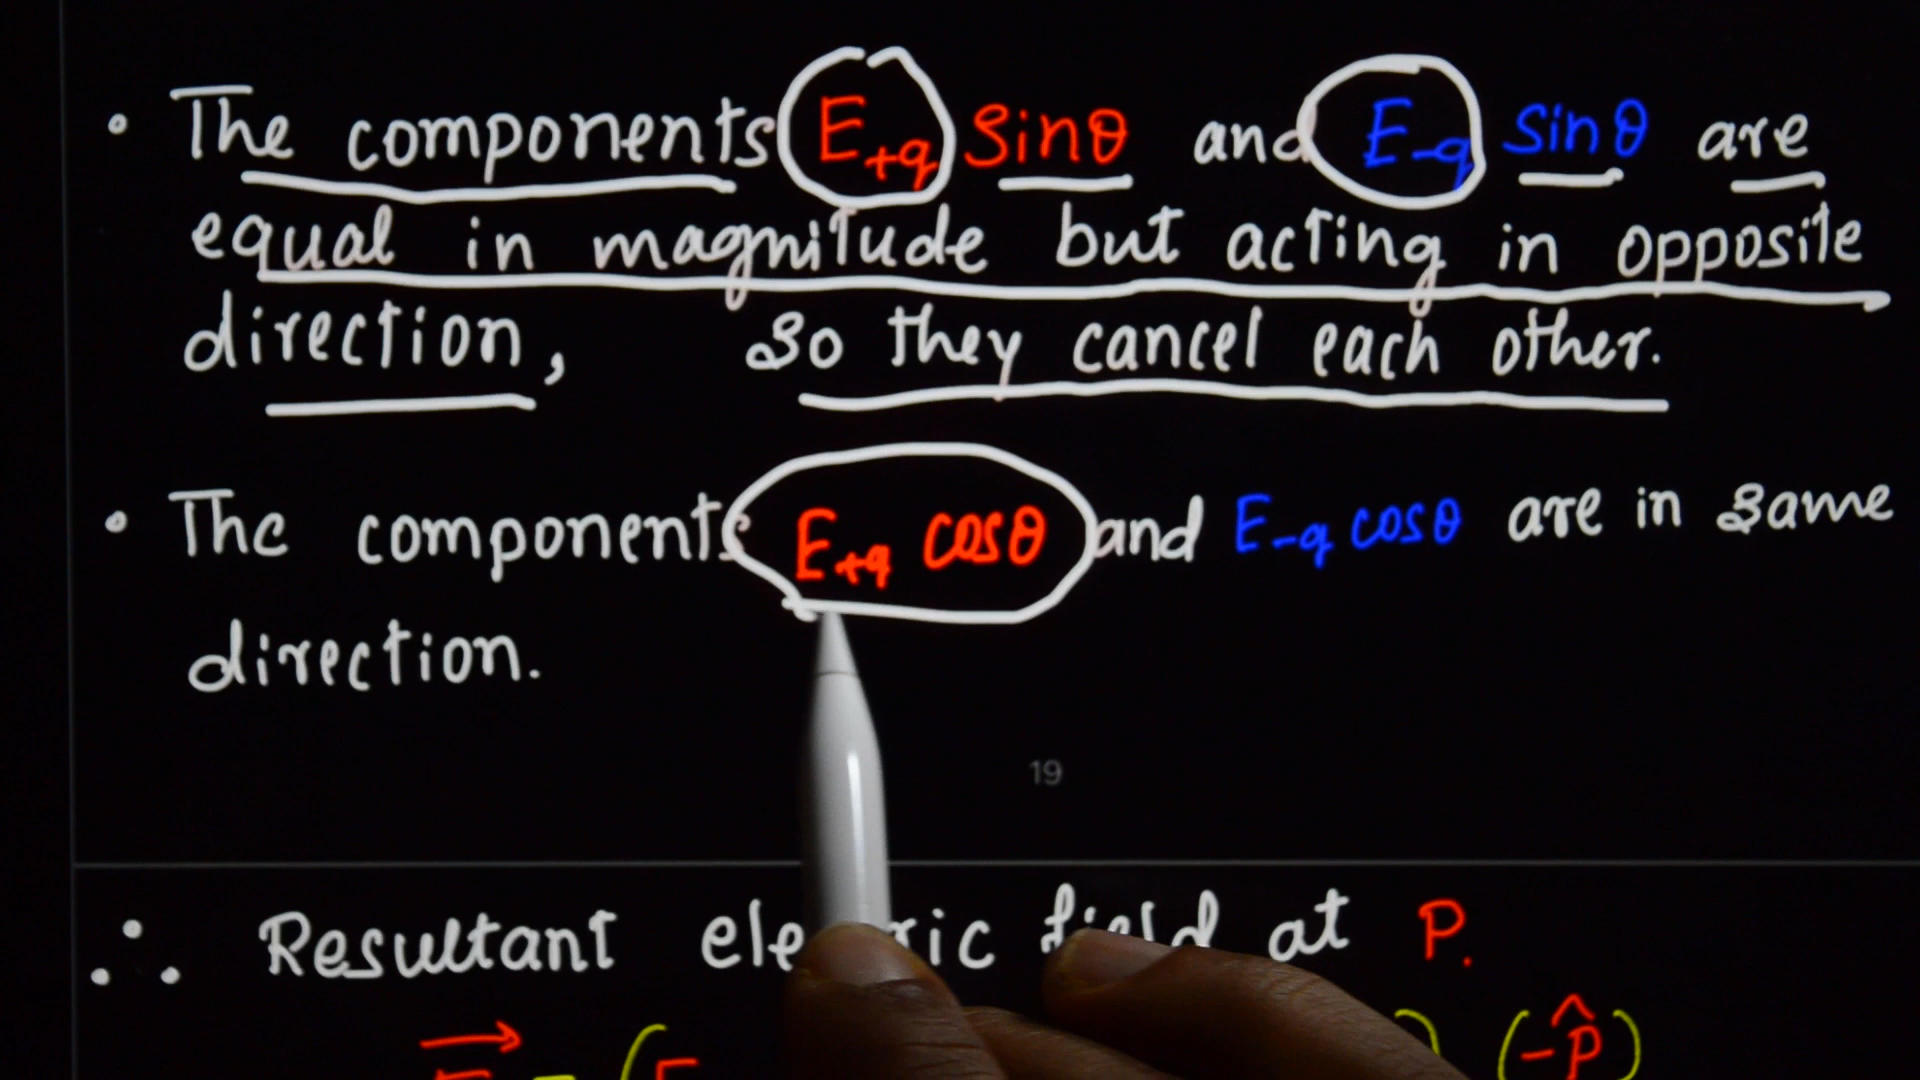 • The components E+q Sinθ and E-q Sinθ are
equal in magnitude but acting in opposite
direction, so they cancel each other.
• The components E+q cosθ and E-q cosθ are in same
direction.
19
∴ Resultant field at P.
= ( ) (-p̂)